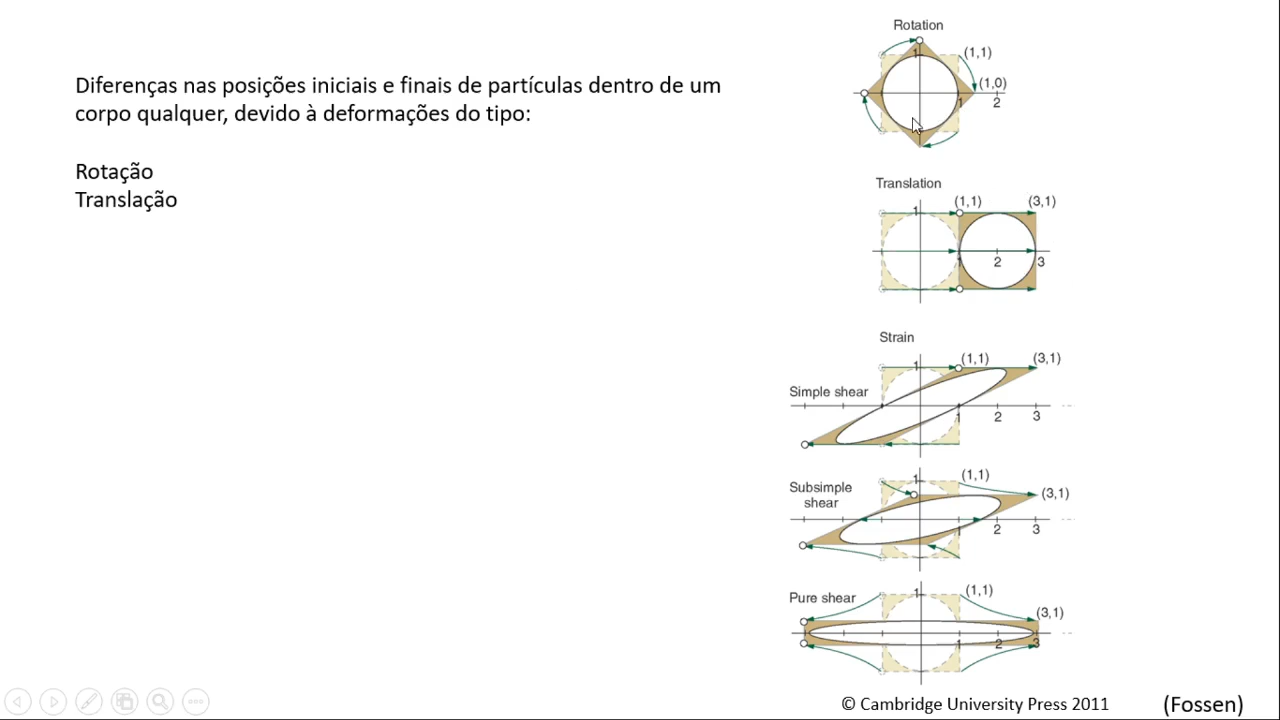 Diferenças nas posições iniciais e finais de partículas dentro de um
corpo qualquer, devido à deformações do tipo:
Rotação
Translação
Rotation
1
(1,1)
(1,0)
1
2
Translation
1
(1,1)
(3,1)
1
2
3
Strain
Simple shear
1
(1,1)
(3,1)
1
2
3
Subsimple
shear
1
(1,1)
(3,1)
1
2
3
Pure shear
1
(1,1)
(3,1)
1
2
3
© Cambridge University Press 2011
(Fossen)